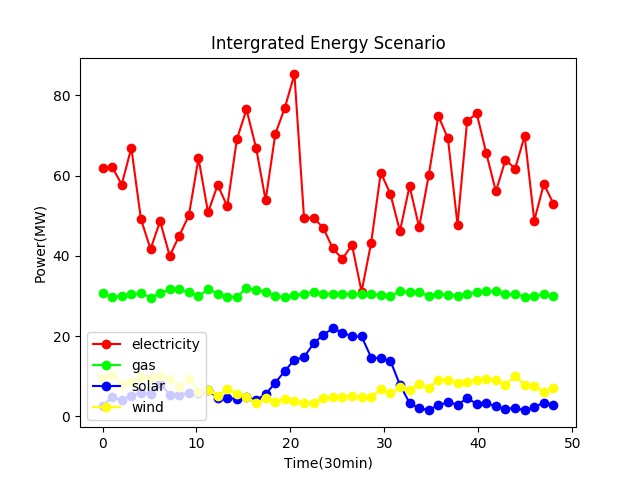 Intergrated Energy Scenario
80
60
40
20
0
Power(MW)
electricity
gas
solar
wind
0 10 20 30 40 50
Time(30min)